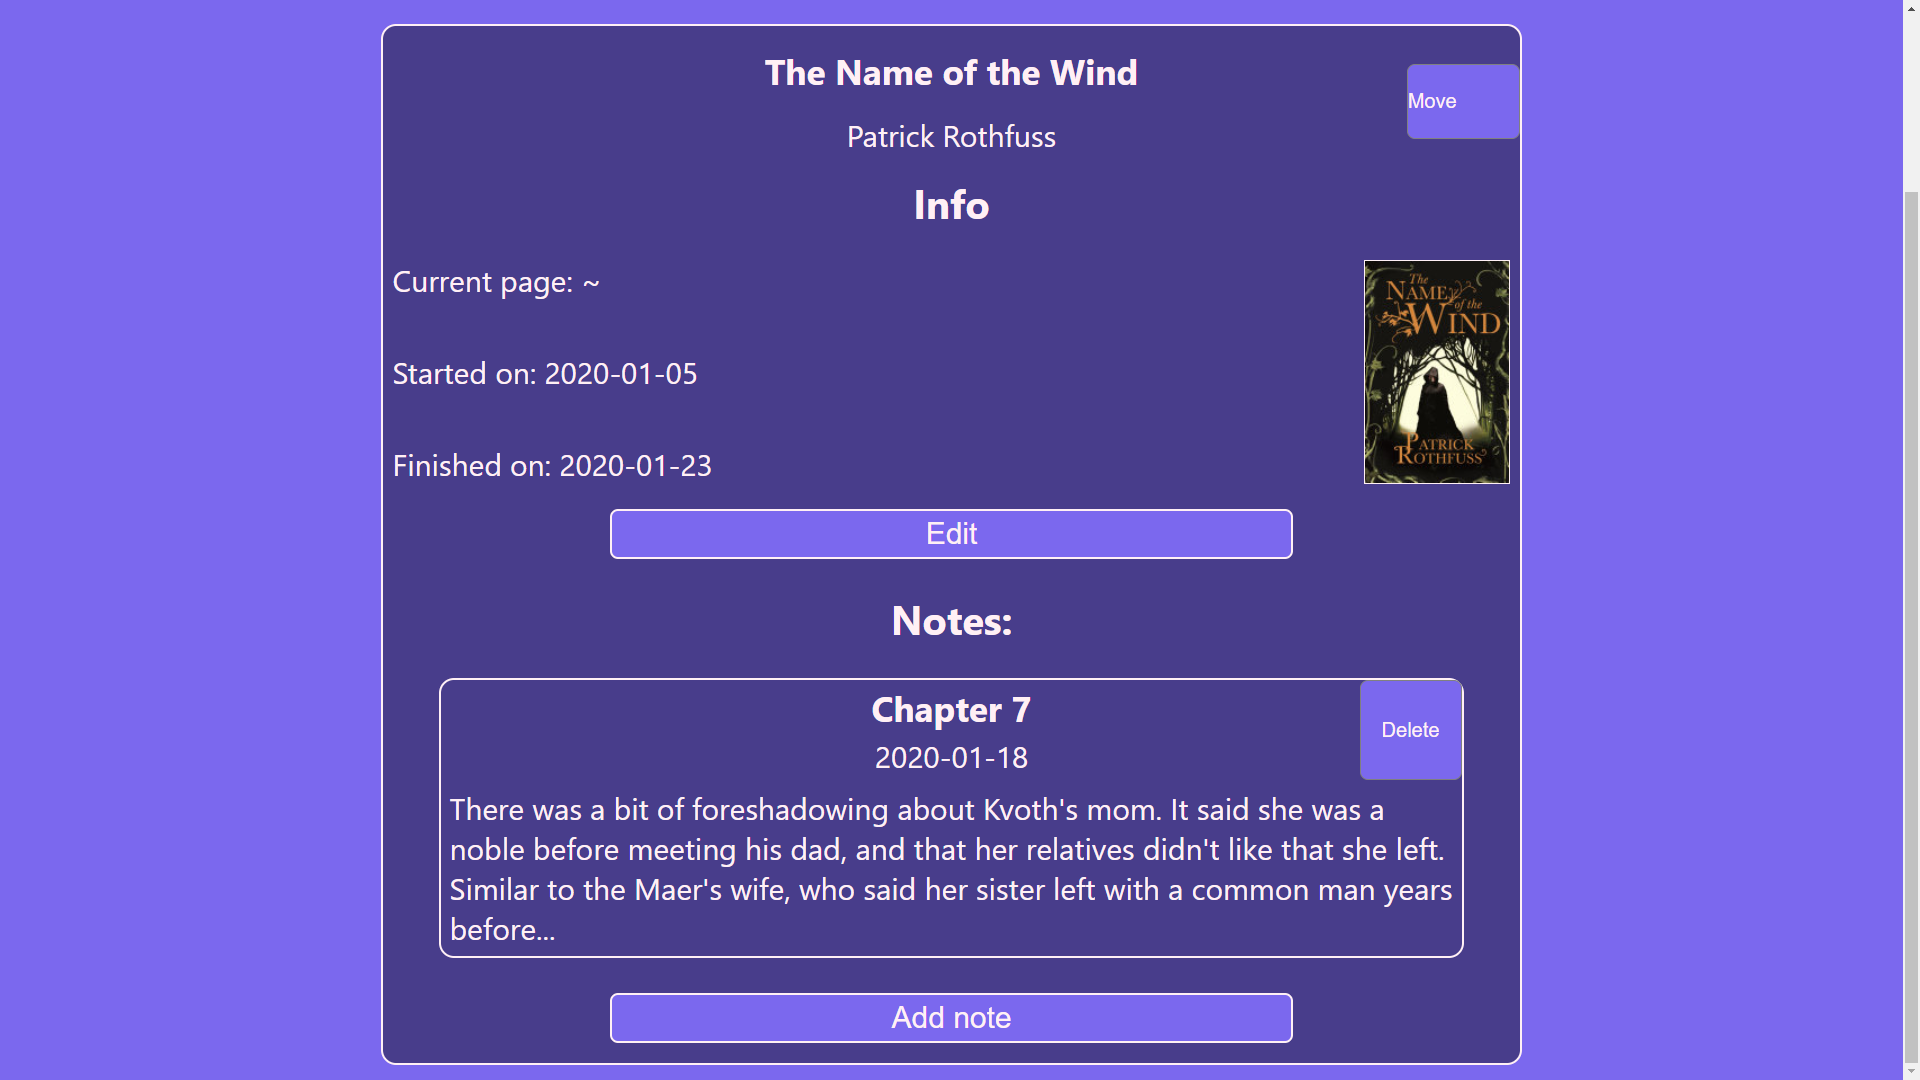 The Name of the Wind
Move
Patrick Rothfuss
Info
Current page: ~
Started on: 2020-01-05
Finished on: 2020-01-23
The
NAME
of the
WIND
PATRICK
ROTHFUSS
Edit
Notes:
Chapter 7
Delete
2020-01-18
There was a bit of foreshadowing about Kvoth's mom. It said she was a
noble before meeting his dad, and that her relatives didn't like that she left.
Similar to the Maer's wife, who said her sister left with a common man years
before...
Add note